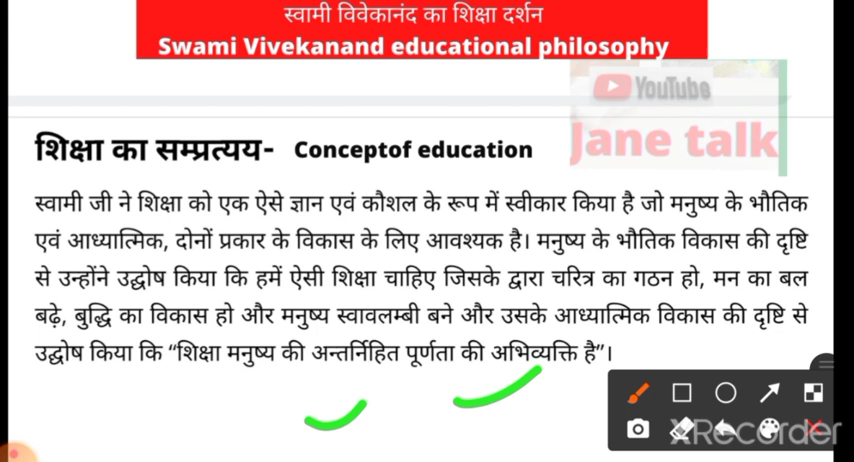 स्वामी विवेकानंद का शिक्षा दर्शन
Swami Vivekanand educational philosophy
YouTube
Jane talk
शिक्षा का सम्प्रत्यय- Conceptof education
स्वामी जी ने शिक्षा को एक ऐसे ज्ञान एवं कौशल के रूप में स्वीकार किया है जो मनुष्य के भौतिक
एवं आध्यात्मिक, दोनों प्रकार के विकास के लिए आवश्यक है। मनुष्य के भौतिक विकास की दृष्टि
से उन्होंने उद्घोष किया कि हमें ऐसी शिक्षा चाहिए जिसके द्वारा चरित्र का गठन हो, मन का बल
बढ़े, बुद्धि का विकास हो और मनुष्य स्वावलम्बी बने और उसके आध्यात्मिक विकास की दृष्टि से
उद्घोष किया कि “शिक्षा मनुष्य की अन्तर्निहित पूर्णता की अभिव्यक्ति है”।
XRecorder